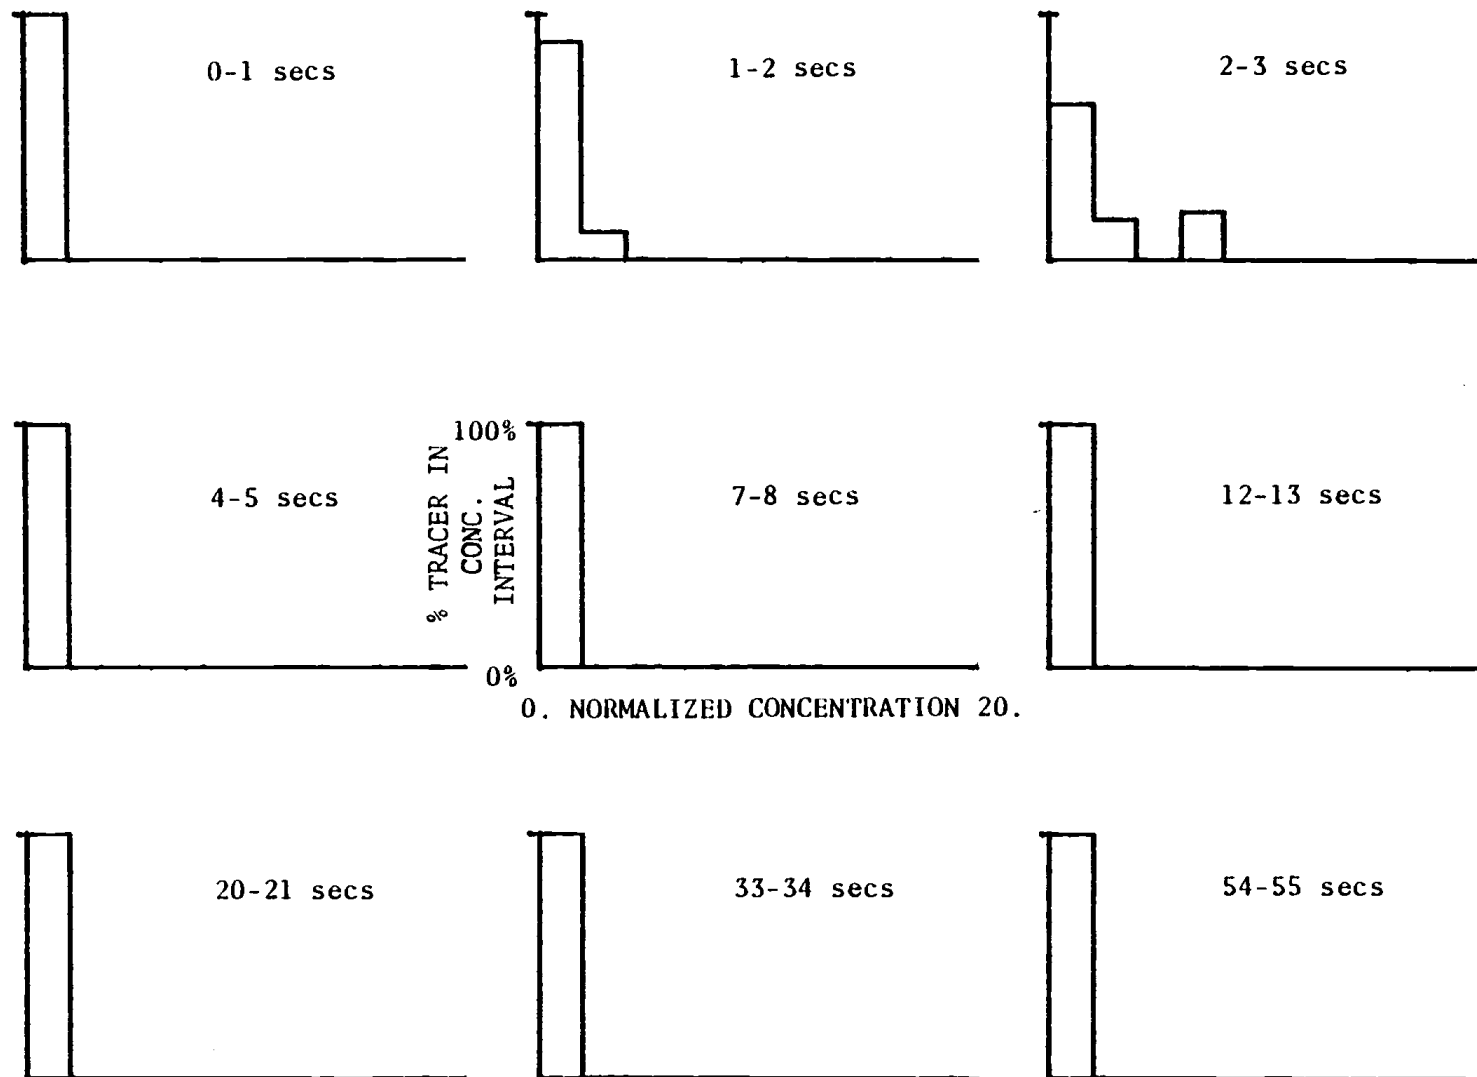 0-1 secs
1-2 secs
2-3 secs
4-5 secs
% TRACER IN
CONC.
INTERVAL
100%
0%
7-8 secs
12-13 secs
0. NORMALIZED CONCENTRATION 20.
20-21 secs
33-34 secs
54-55 secs